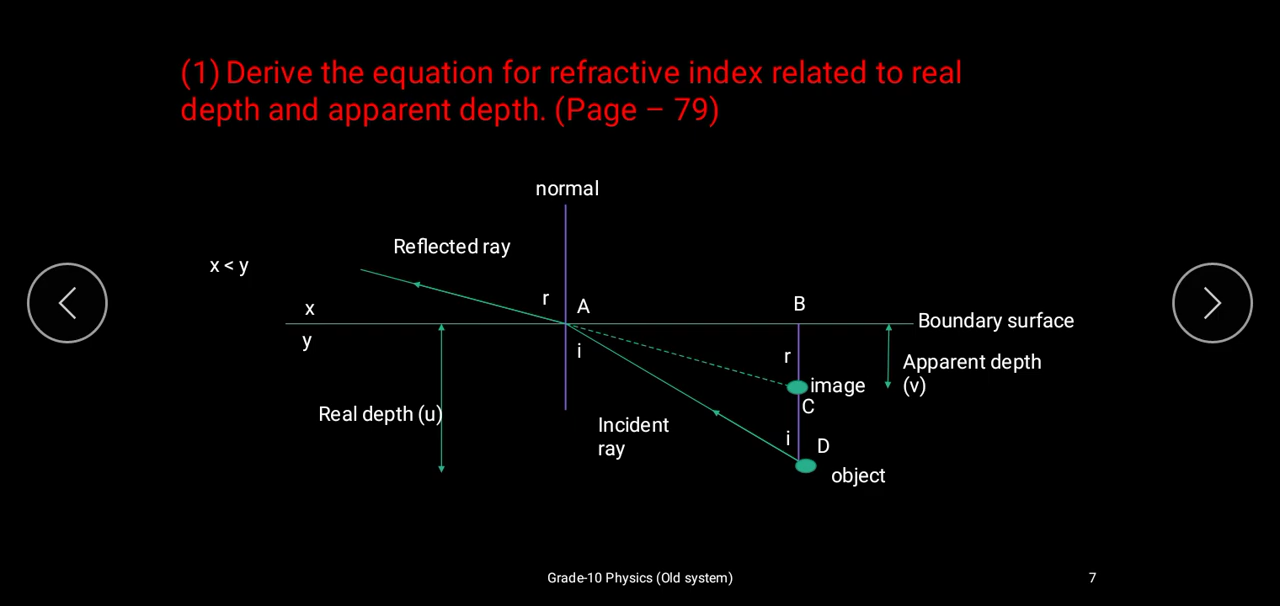 (1) Derive the equation for refractive index related to real
depth and apparent depth. (Page – 79)
normal
Reflected ray
x < y
r
A
B
x
Boundary surface
y
i
r
Apparent depth
(v)
image
C
Real depth (u)
Incident
ray
i
D
object
Grade-10 Physics (Old system)
7